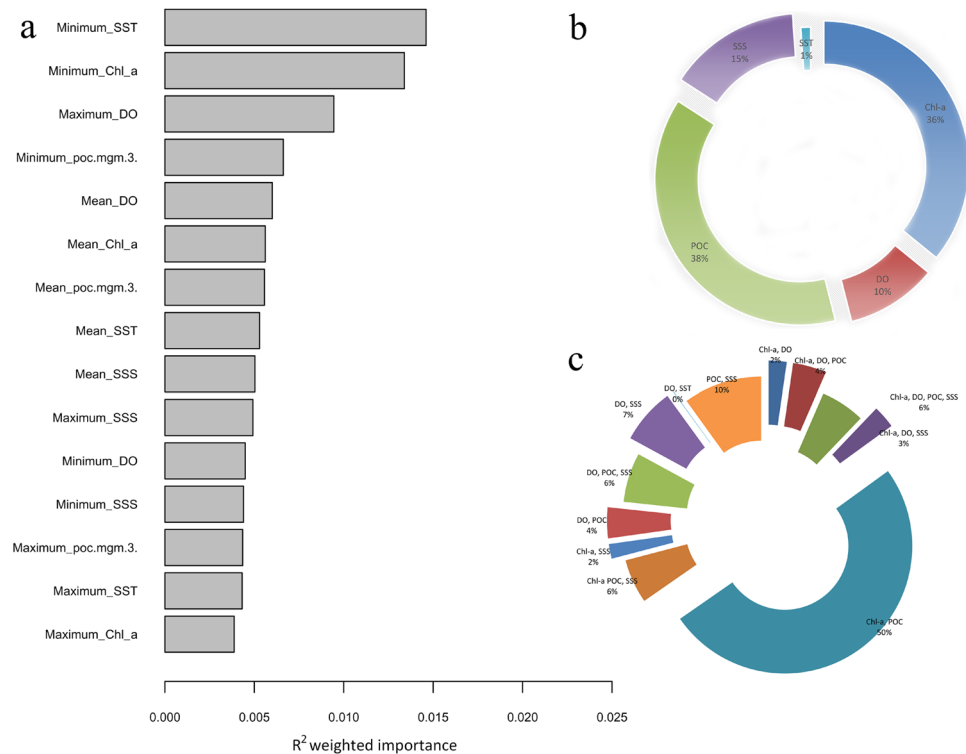 a
Minimum_SST
Minimum_Chl_a
Maximum_DO
Minimum_poc.mgm.3.
Mean_DO
Mean_Chl_a
Mean_poc.mgm.3.
Mean_SST
Mean_SSS
Maximum_SSS
Minimum_DO
Minimum_SSS
Maximum_poc.mgm.3.
Maximum_SST
Maximum_Chl_a
0.000 0.005 0.010 0.015 0.020 0.025
R² weighted importance
b
SST
1%
SSS
15%
Chl-a
36%
POC
38%
DO
10%
c
Chl-a, DO
2%
Chl-a, DO, POC
4%
Chl-a, DO, POC, SSS
6%
Chl-a, DO, SSS
3%
Chl-a, POC
50%
Chl-a POC, SSS
6%
Chl-a, SSS
2%
DO, POC
4%
DO, POC, SSS
6%
DO, SSS
7%
DO, SST
0%
POC, SSS
10%